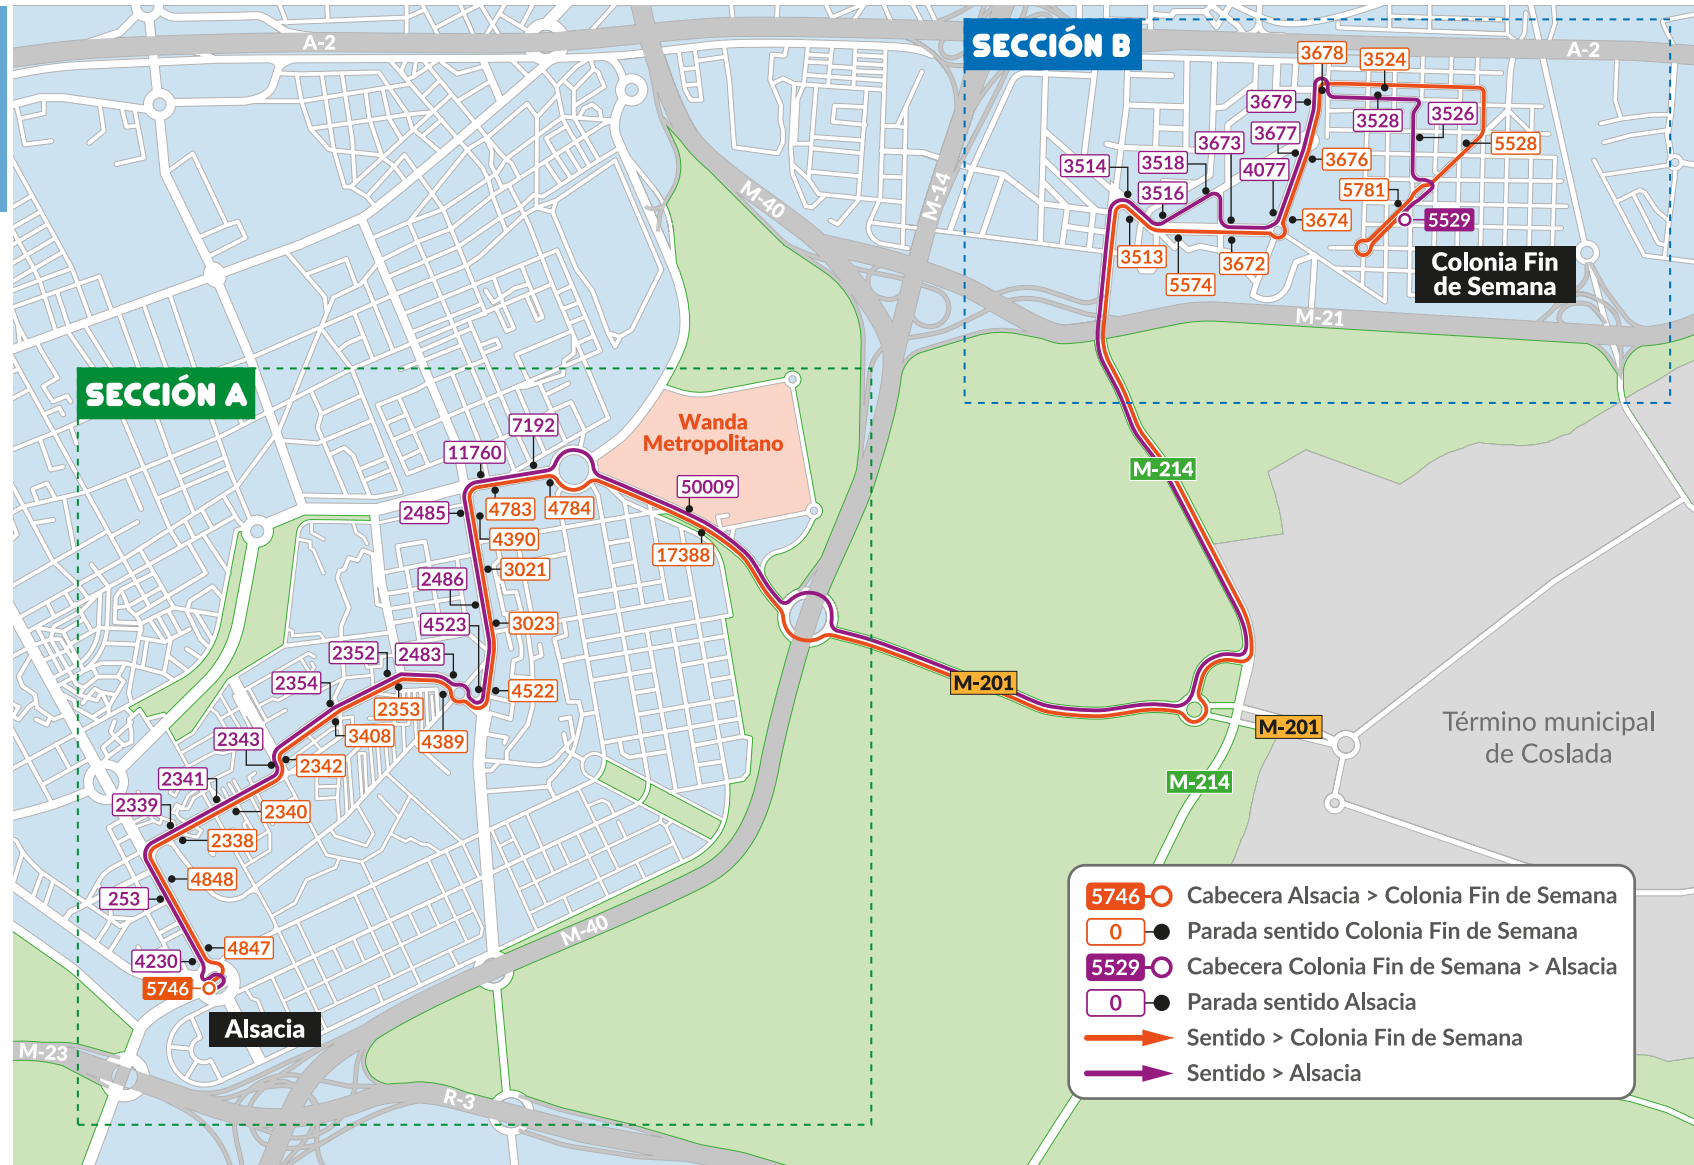 A-2
SECCIÓN B
A-2
3678
3524
3679
3528
3526
3677
3673
5528
3514
3518
4077
3676
3516
5781
3674
5529
3513
3672
5574
Colonia Fin
de Semana
M-40
M-14
M-21
SECCIÓN A
Wanda
Metropolitano
7192
11760
50009
2485
4783
4784
4390
17388
3021
2486
4523
3023
2352
2483
2354
4522
2353
3408
4389
2343
2342
2341
2339
2340
2338
4848
253
4847
4230
5746
Alsacia
M-23
R-3
M-40
M-214
M-201
M-201
M-214
Término municipal
de Coslada
5746 Cabecera Alsacia > Colonia Fin de Semana
0 Parada sentido Colonia Fin de Semana
5529 Cabecera Colonia Fin de Semana > Alsacia
0 Parada sentido Alsacia
Sentido > Colonia Fin de Semana
Sentido > Alsacia